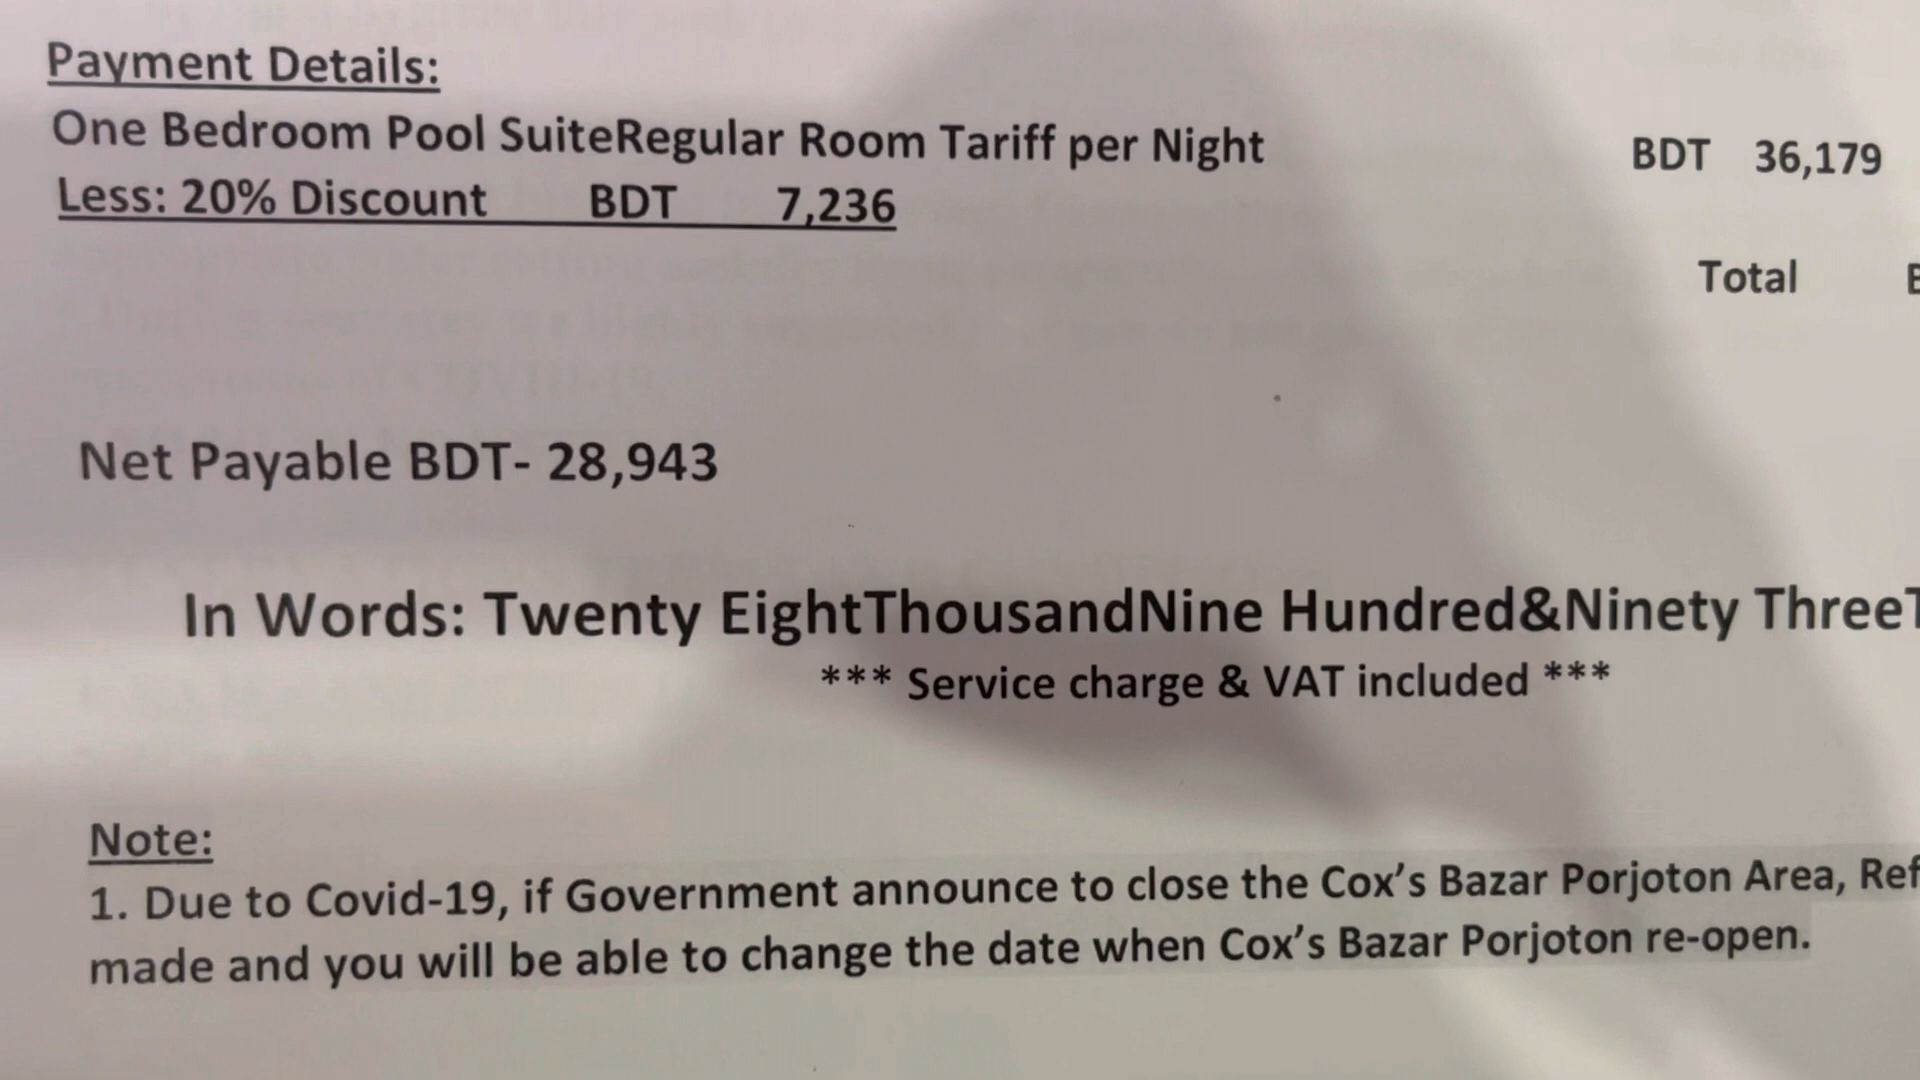 Payment Details:
One Bedroom Pool SuiteRegular Room Tariff per Night BDT 36,179
Less: 20% Discount BDT 7,236
Total
Net Payable BDT- 28,943
In Words: Twenty EightThousandNine Hundred&Ninety Three
*** Service charge & VAT included ***
Note:
1. Due to Covid-19, if Government announce to close the Cox's Bazar Porjoton Area,
made and you will be able to change the date when Cox's Bazar Porjoton re-open.